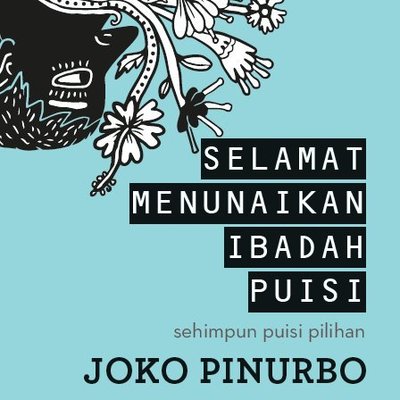 SELAMAT
MENUNAIKAN
IBADAH
PUISI
sehimpun puisi pilihan
JOKO PINURBO